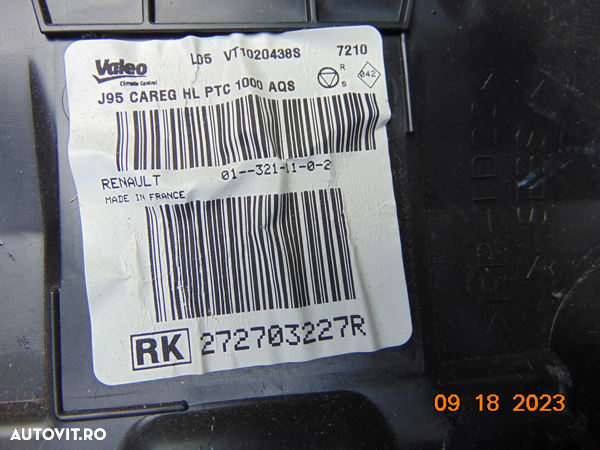 Valeo L05 VT1020438S 7210
Climate Control
R
S
842
J95 CAREG HL PTC 1000 AQS
RENAULT 01--321-11-0-2
MADE IN FRANCE
RK 272703227R
09 18 2023
AUTOVIT.RO